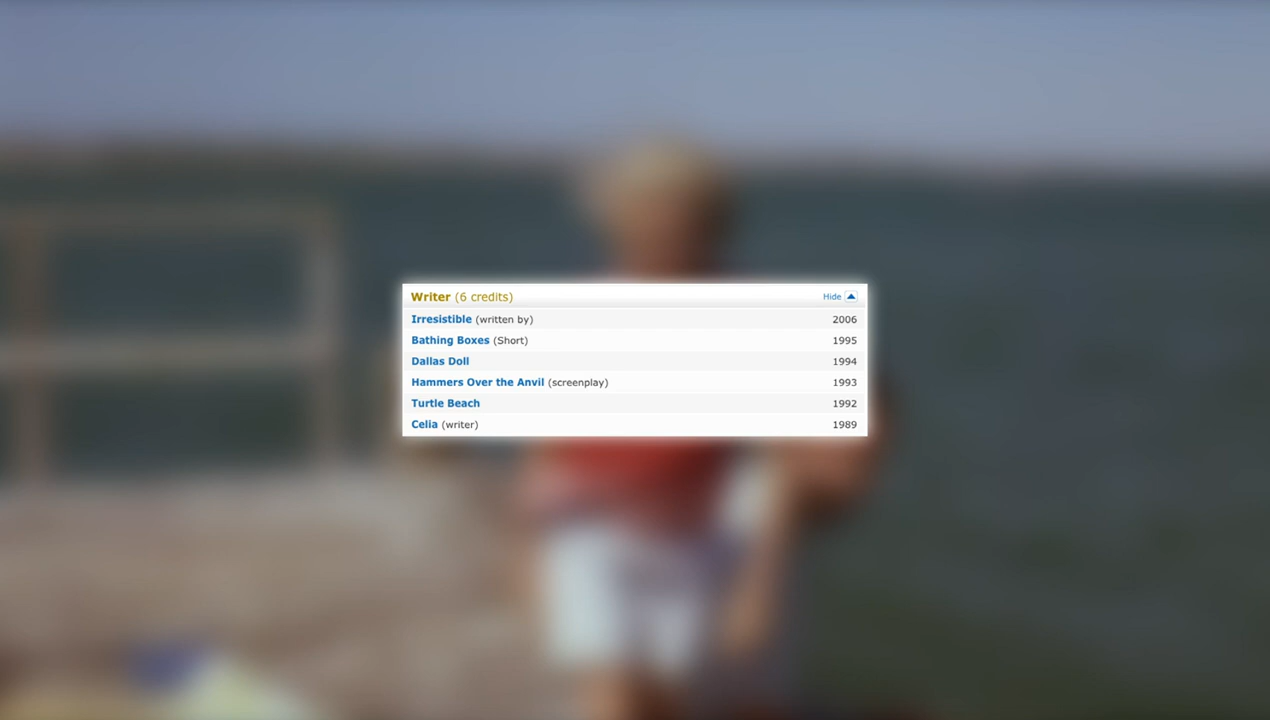 Writer (6 credits) Hide
Irresistible (written by) 2006
Bathing Boxes (Short) 1995
Dallas Doll 1994
Hammers Over the Anvil (screenplay) 1993
Turtle Beach 1992
Celia (writer) 1989